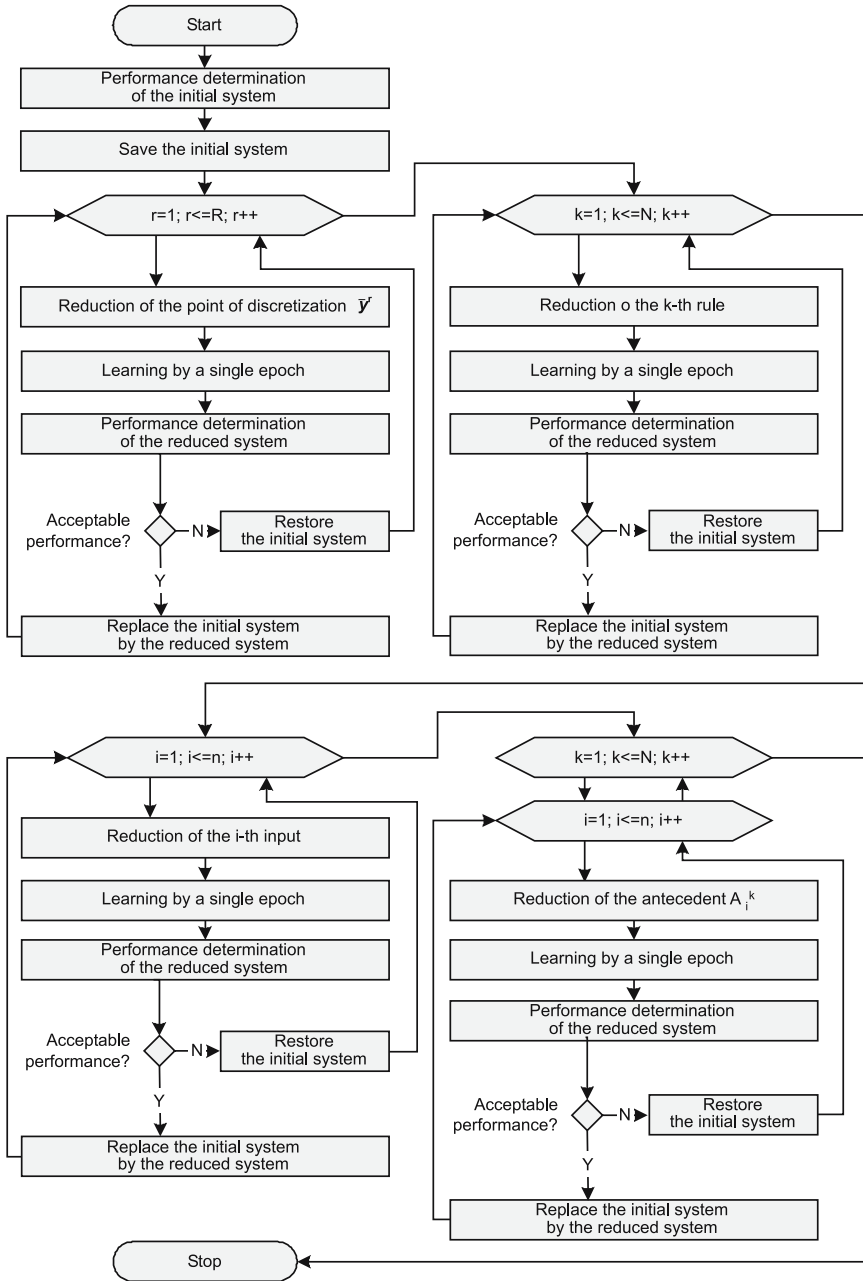 Start
Performance determination
of the initial system
Save the initial system
r=1; r<=R; r++
Reduction of the point of discretization ȳʳ
Learning by a single epoch
Performance determination
of the reduced system
Acceptable
performance?
N
Restore
the initial system
Y
Replace the initial system
by the reduced system
k=1; k<=N; k++
Reduction o the k-th rule
Learning by a single epoch
Performance determination
of the reduced system
Acceptable
performance?
N
Restore
the initial system
Y
Replace the initial system
by the reduced system
i=1; i<=n; i++
Reduction of the i-th input
Learning by a single epoch
Performance determination
of the reduced system
Acceptable
performance?
N
Restore
the initial system
Y
Replace the initial system
by the reduced system
k=1; k<=N; k++
i=1; i<=n; i++
Reduction of the antecedent Aᵢᵏ
Learning by a single epoch
Performance determination
of the reduced system
Acceptable
performance?
N
Restore
the initial system
Y
Replace the initial system
by the reduced system
Stop